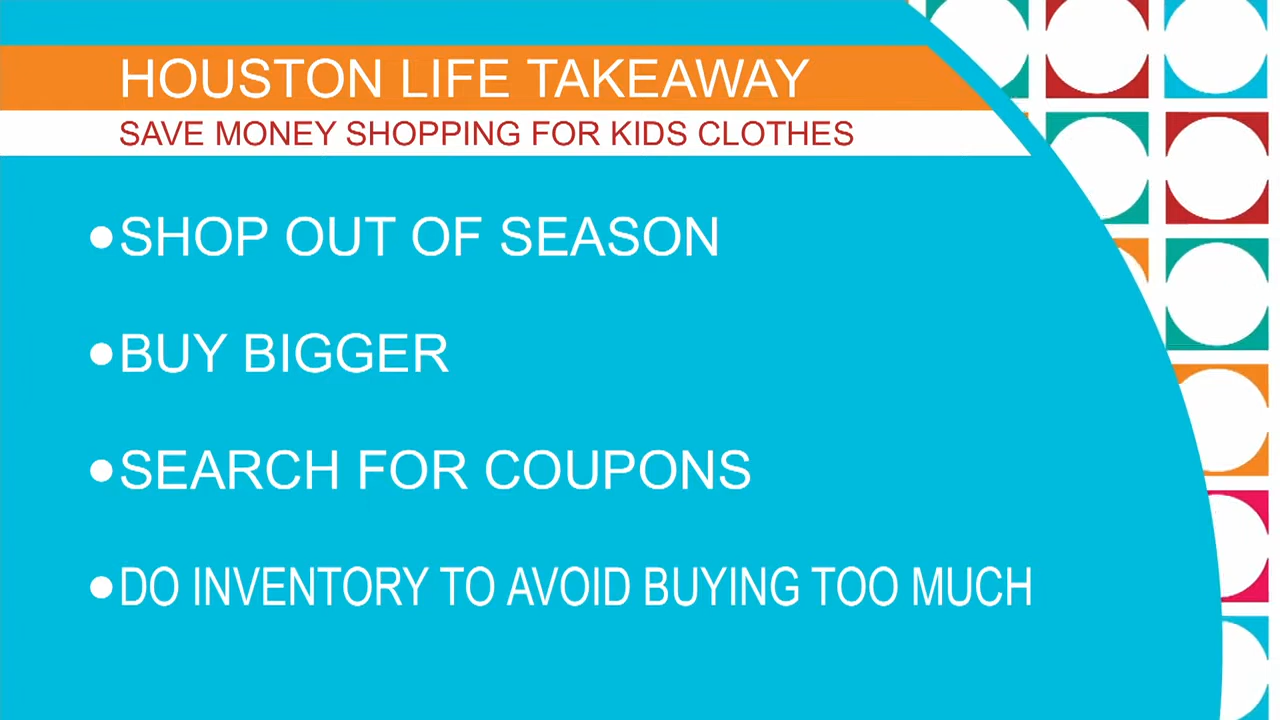 HOUSTON LIFE TAKEAWAY
SAVE MONEY SHOPPING FOR KIDS CLOTHES
•SHOP OUT OF SEASON
•BUY BIGGER
•SEARCH FOR COUPONS
•DO INVENTORY TO AVOID BUYING TOO MUCH